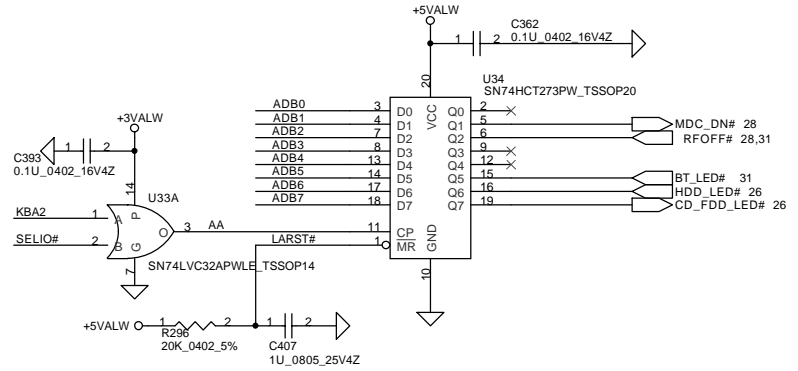 +5VALW
C362
1 2
0.1U_0402_16V4Z
20
U34
SN74HCT273PW_TSSOP20
VCC
ADB0 3 D0 Q0 2
ADB1 4 D1 Q1 5 MDC_DN# 28
ADB2 7 D2 Q2 6 RFOFF# 28,31
ADB3 8 D3 Q3 9
ADB4 13 D4 Q4 12
ADB5 14 D5 Q5 15 BT_LED# 31
ADB6 17 D6 Q6 16 HDD_LED# 26
ADB7 18 D7 Q7 19 CD_FDD_LED# 26
+3VALW
1 2
C393
0.1U_0402_16V4Z
14
U33A
KBA2 1 A P
O 3 AA 11 CP
SELIO# 2 B G
LARST# 1 MR
GND
7
SN74LVC32APWLE_TSSOP14
10
+5VALW 1 2 1 2
R296
20K_0402_5%
C407
1U_0805_25V4Z